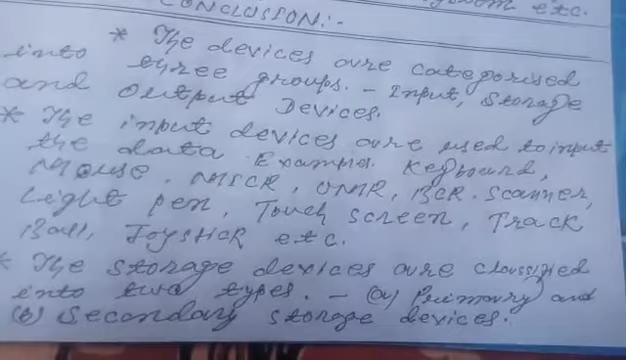 etc.
CONCLUSION:-
* The devices are categorised
into three groups. - Input, Storage
and Output Devices.
* The input devices are used to input
the data Example. Keyboard,
Mouse, MICR, OMR, BCR. Scanner,
Light pen, Touch screen, Track
Ball, Joystick etc.
* The storage devices are classified
into two types. - (a) Primary and
(b) Secondary storage devices.